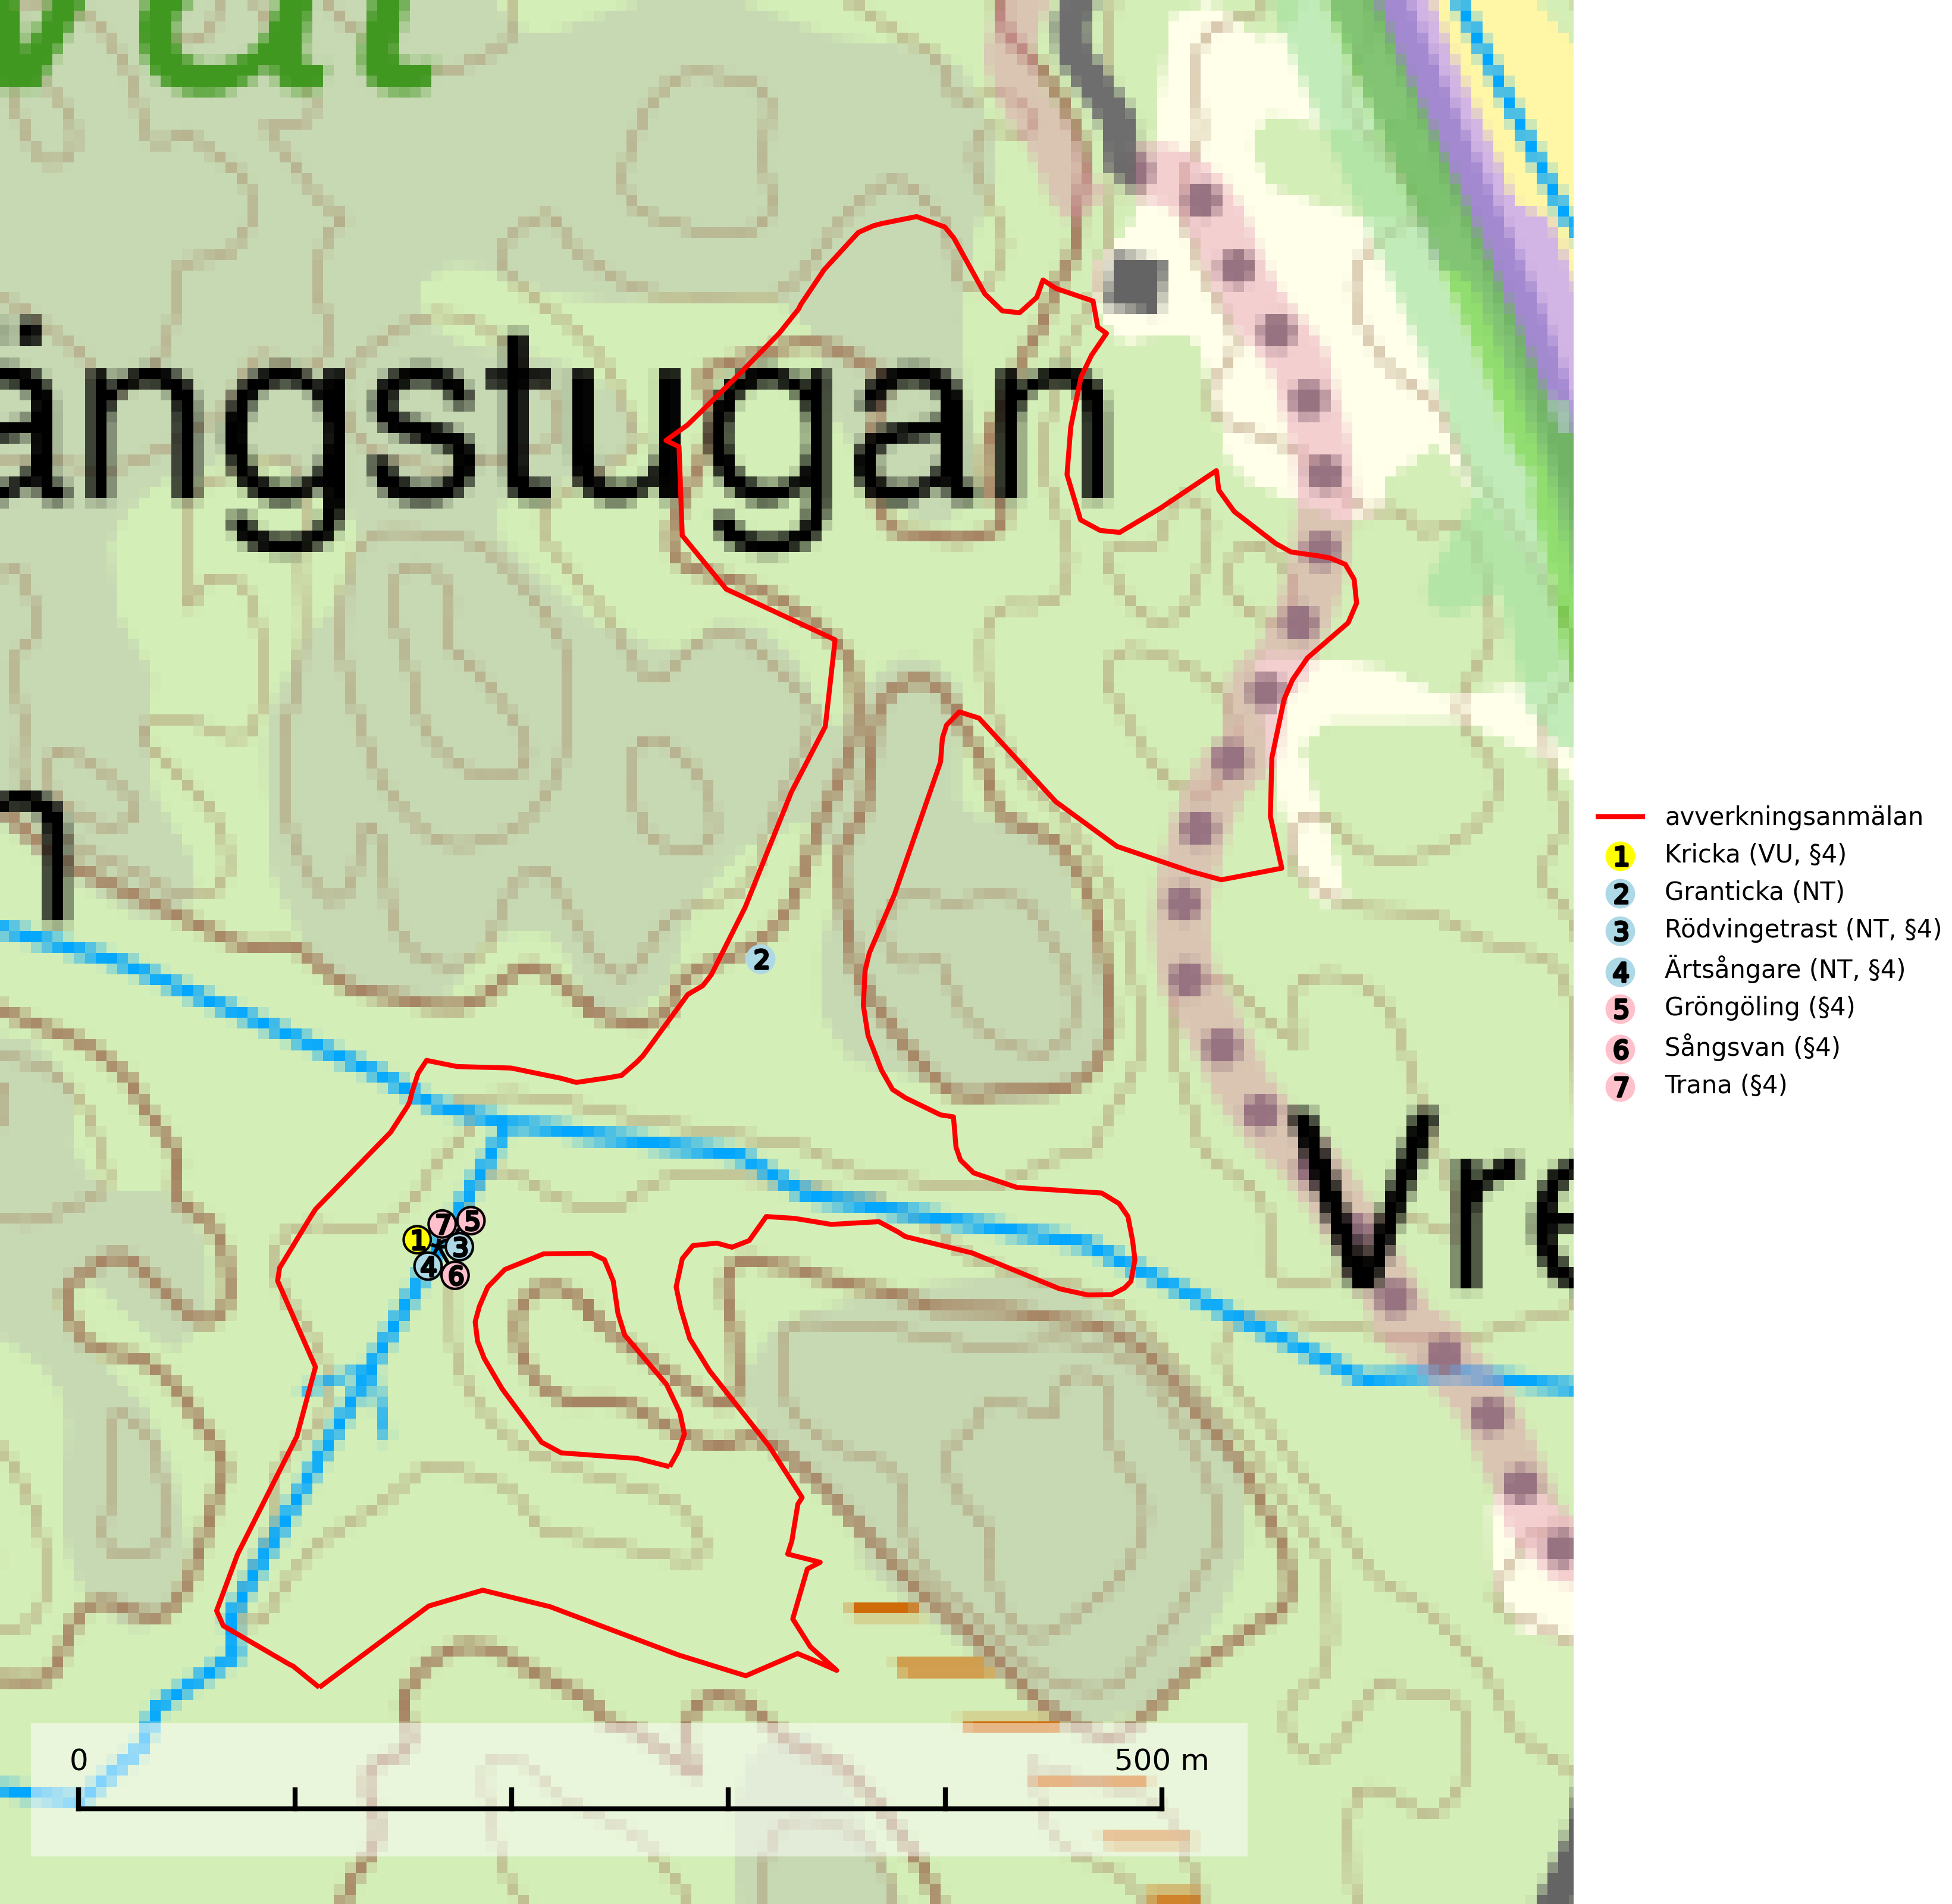 ängstugan
n
Vre
2
7 5
1 3
4 6
0 500 m
avverkningsanmälan
1 Kricka (VU, §4)
2 Granticka (NT)
3 Rödvingetrast (NT, §4)
4 Ärtsångare (NT, §4)
5 Gröngöling (§4)
6 Sångsvan (§4)
7 Trana (§4)